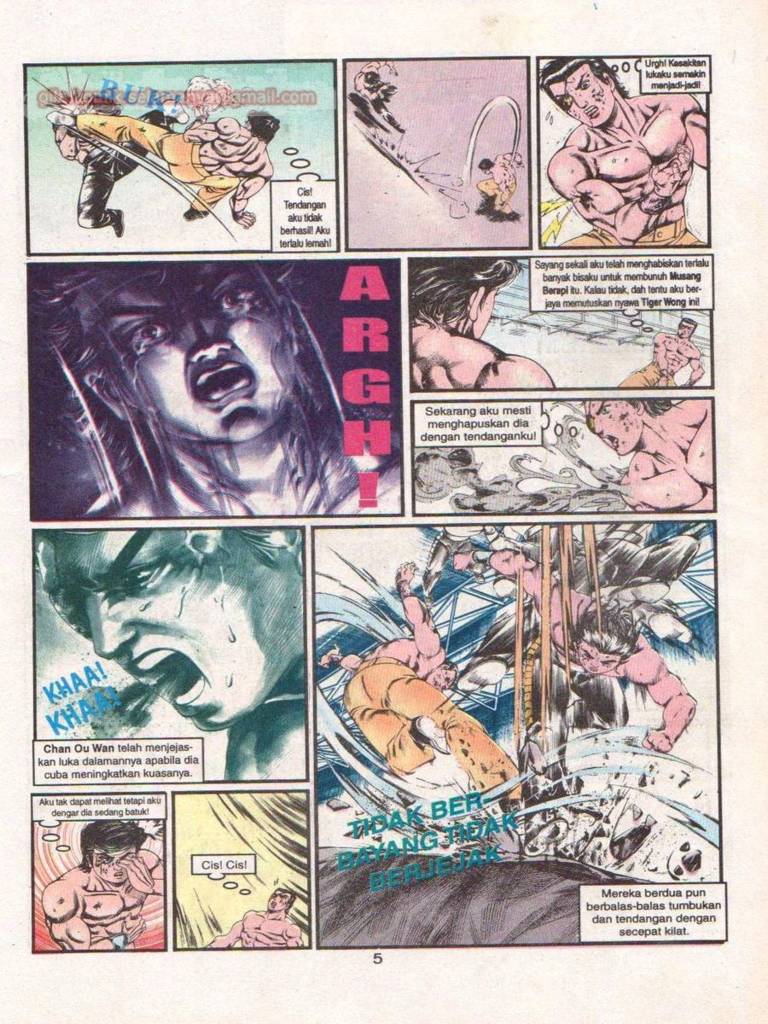 BUK!
Cis!
Tendangan
aku tidak
berhasil! Aku
terlalu lemah!
Urgh! Kesakitan
lukaku semakin
menjadi-jadi!
ARGH!
Sayang sekali aku telah menghabiskan terlalu
banyak bisaku untuk membunuh Musang
Berapi itu. Kalau tidak, dah tentu aku ber-
jaya memutuskan nyawa Tiger Wong ini!
Sekarang aku mesti
menghapuskan dia
dengan tendanganku!
KHAA!
KHAA!
Chan Ou Wan telah menjejas-
kan luka dalamannya apabila dia
cuba meningkatkan kuasanya.
Aku tak dapat melihat tetapi aku
dengar dia sedang batuk!
Cis! Cis!
TIDAK BER-
BAYANG TIDAK
BERJEJAK
Mereka berdua pun
berbalas-balas tumbukan
dan tendangan dengan
secepat kilat.
5